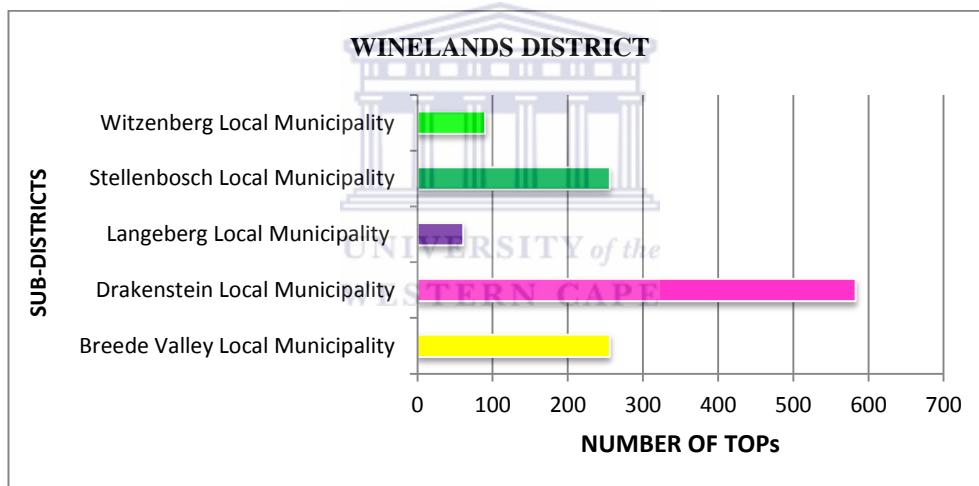 WINELANDS DISTRICT
SUB-DISTRICTS
Witzenberg Local Municipality
Stellenbosch Local Municipality
Langeberg Local Municipality
Drakenstein Local Municipality
Breede Valley Local Municipality
UNIVERSITY of the
WESTERN CAPE
0 100 200 300 400 500 600 700
NUMBER OF TOPs